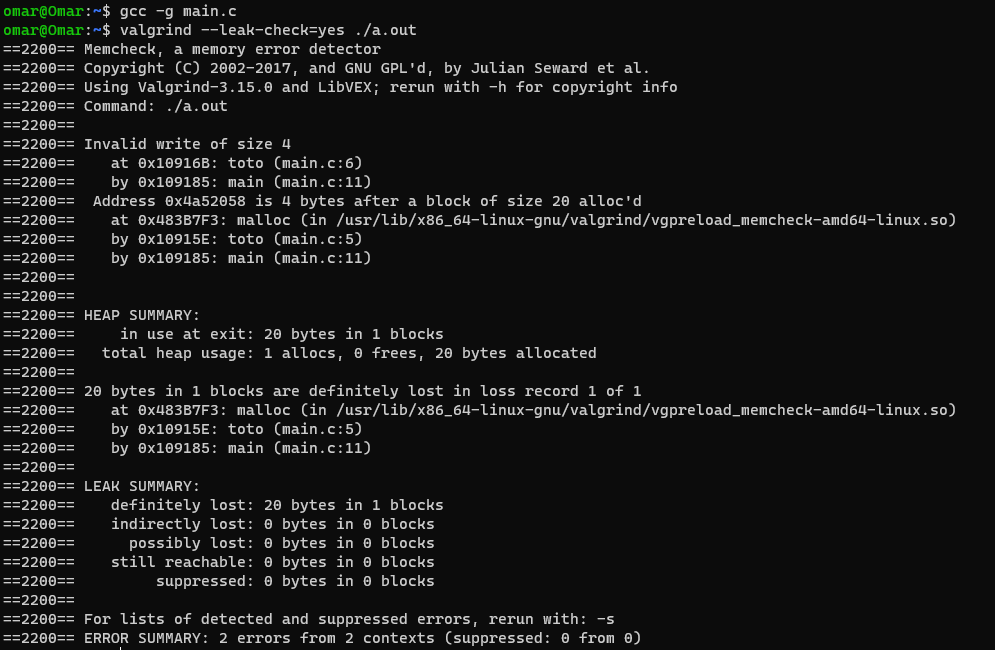 omar@Omar:~$ gcc -g main.c
omar@Omar:~$ valgrind --leak-check=yes ./a.out
==2200== Memcheck, a memory error detector
==2200== Copyright (C) 2002-2017, and GNU GPL'd, by Julian Seward et al.
==2200== Using Valgrind-3.15.0 and LibVEX; rerun with -h for copyright info
==2200== Command: ./a.out
==2200==
==2200== Invalid write of size 4
==2200==    at 0x10916B: toto (main.c:6)
==2200==    by 0x109185: main (main.c:11)
==2200==  Address 0x4a52058 is 4 bytes after a block of size 20 alloc'd
==2200==    at 0x483B7F3: malloc (in /usr/lib/x86_64-linux-gnu/valgrind/vgpreload_memcheck-amd64-linux.so)
==2200==    by 0x10915E: toto (main.c:5)
==2200==    by 0x109185: main (main.c:11)
==2200==
==2200==
==2200== HEAP SUMMARY:
==2200==     in use at exit: 20 bytes in 1 blocks
==2200==   total heap usage: 1 allocs, 0 frees, 20 bytes allocated
==2200==
==2200== 20 bytes in 1 blocks are definitely lost in loss record 1 of 1
==2200==    at 0x483B7F3: malloc (in /usr/lib/x86_64-linux-gnu/valgrind/vgpreload_memcheck-amd64-linux.so)
==2200==    by 0x10915E: toto (main.c:5)
==2200==    by 0x109185: main (main.c:11)
==2200==
==2200== LEAK SUMMARY:
==2200==    definitely lost: 20 bytes in 1 blocks
==2200==    indirectly lost: 0 bytes in 0 blocks
==2200==      possibly lost: 0 bytes in 0 blocks
==2200==    still reachable: 0 bytes in 0 blocks
==2200==         suppressed: 0 bytes in 0 blocks
==2200==
==2200== For lists of detected and suppressed errors, rerun with: -s
==2200== ERROR SUMMARY: 2 errors from 2 contexts (suppressed: 0 from 0)